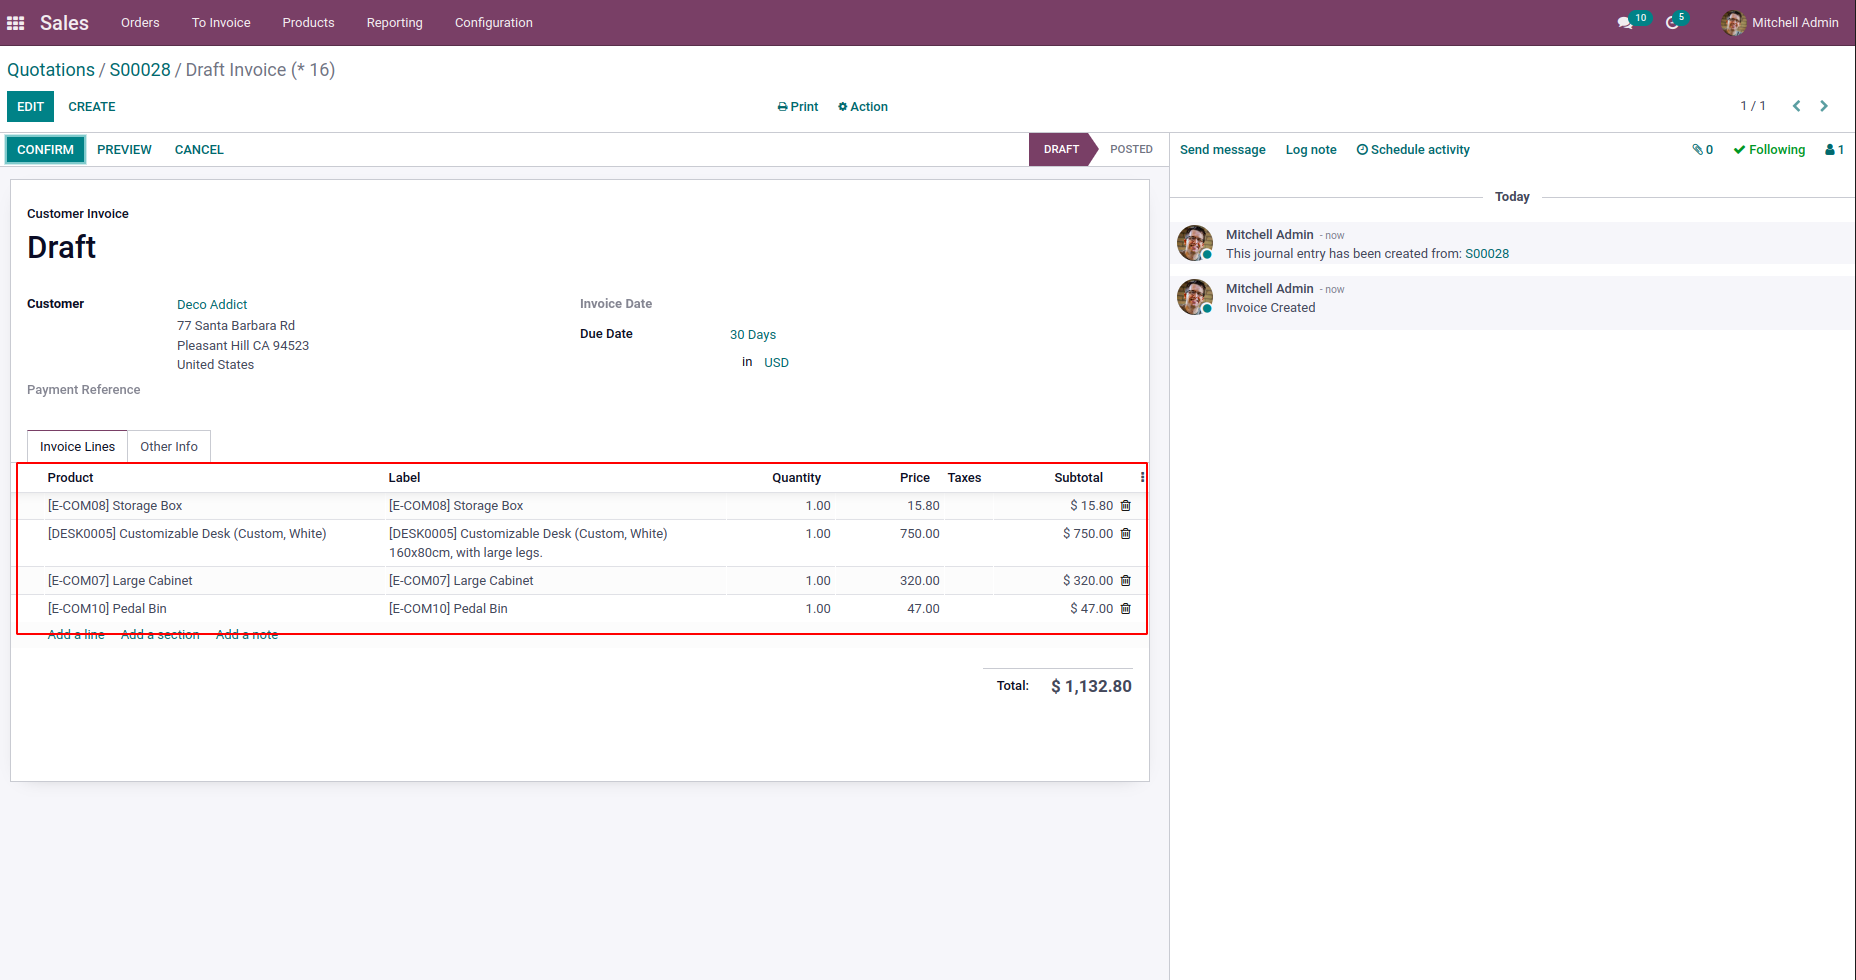 Sales Orders To Invoice Products Reporting Configuration 10 5 Mitchell Admin
Quotations / S00028 / Draft Invoice (* 16)
EDIT CREATE Print Action 1 / 1
CONFIRM PREVIEW CANCEL DRAFT POSTED
Send message Log note Schedule activity 0 Following 1
Customer Invoice
Draft
Customer Deco Addict
77 Santa Barbara Rd
Pleasant Hill CA 94523
United States
Payment Reference
Invoice Date
Due Date 30 Days
in USD
Invoice Lines Other Info
Product Label Quantity Price Taxes Subtotal
[E-COM08] Storage Box [E-COM08] Storage Box 1.00 15.80 $ 15.80
[DESK0005] Customizable Desk (Custom, White) [DESK0005] Customizable Desk (Custom, White) 1.00 750.00 $ 750.00
160x80cm, with large legs.
[E-COM07] Large Cabinet [E-COM07] Large Cabinet 1.00 320.00 $ 320.00
[E-COM10] Pedal Bin [E-COM10] Pedal Bin 1.00 47.00 $ 47.00
Add a line Add a section Add a note
Total: $ 1,132.80
Today
Mitchell Admin - now
This journal entry has been created from: S00028
Mitchell Admin - now
Invoice Created